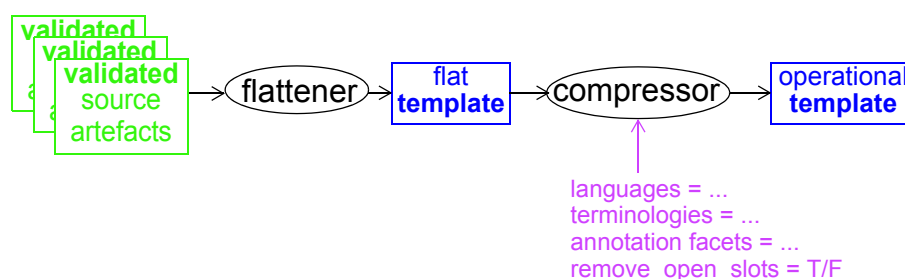 validated
validated
validated
source
artefacts
flattener
flat
template
compressor
operational
template
languages = ...
terminologies = ...
annotation facets = ...
remove_open_slots = T/F